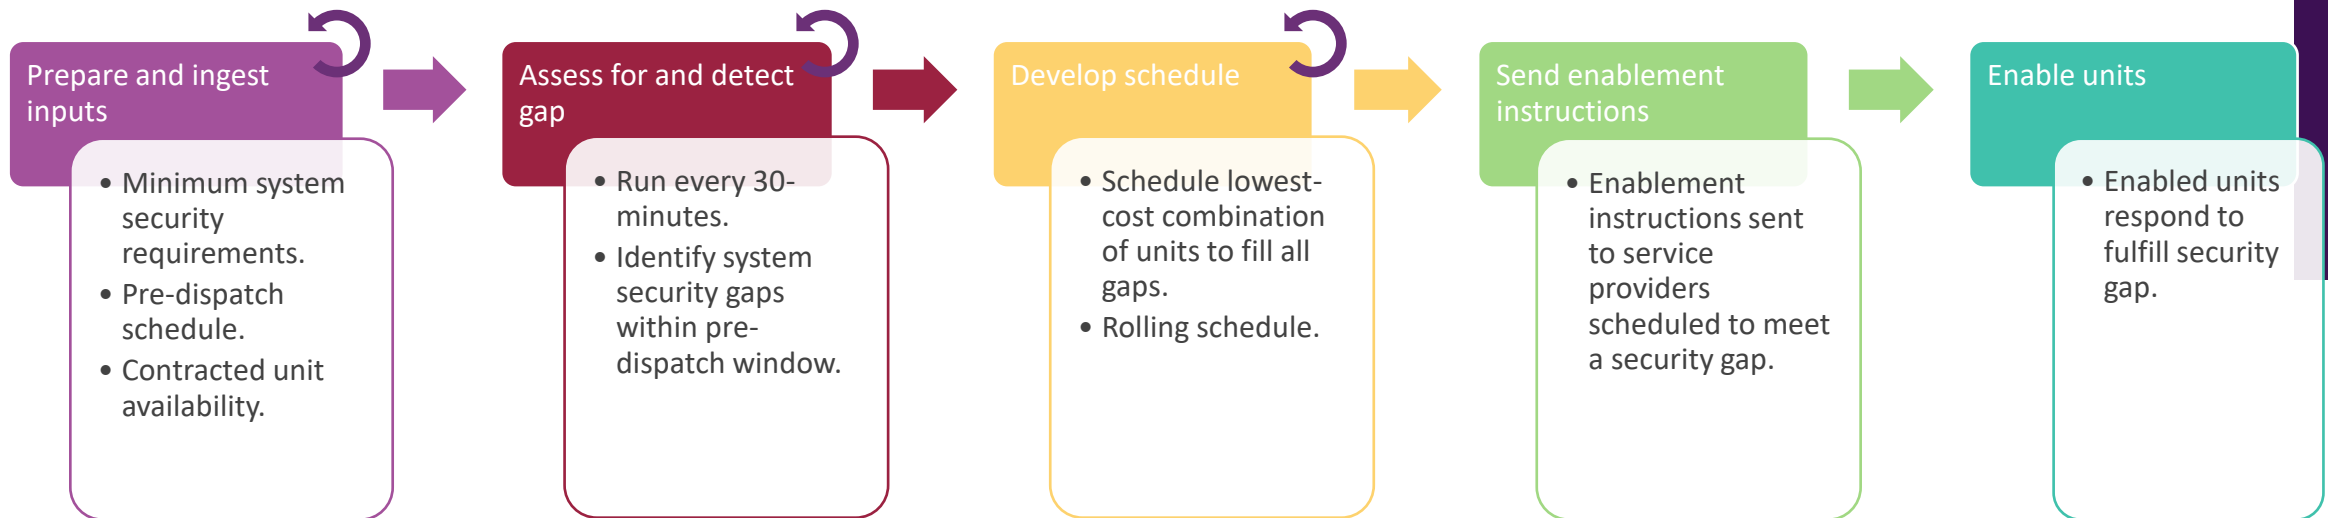 Prepare and ingest
inputs
• Minimum system
security
requirements.
• Pre-dispatch
schedule.
• Contracted unit
availability.
Assess for and detect
gap
• Run every 30-
minutes.
• Identify system
security gaps
within pre-
dispatch window.
Develop schedule
• Schedule lowest-
cost combination
of units to fill all
gaps.
• Rolling schedule.
Send enablement
instructions
• Enablement
instructions sent
to service
providers
scheduled to meet
a security gap.
Enable units
• Enabled units
respond to
fulfill security
gap.